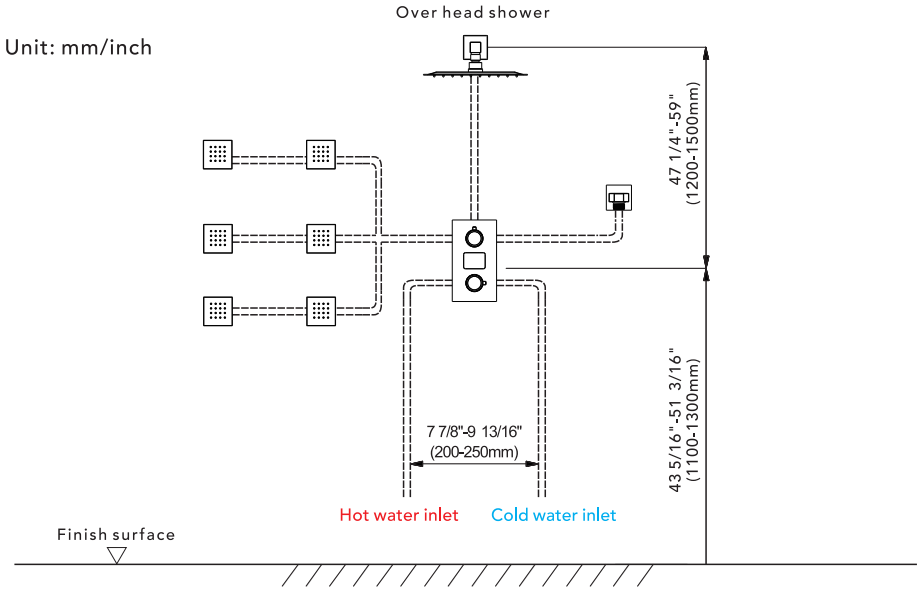 Over head shower
Unit: mm/inch
47 1/4"-59"
(1200-1500mm)
43 5/16"-51 3/16"
(1100-1300mm)
7 7/8"-9 13/16"
(200-250mm)
Hot water inlet
Cold water inlet
Finish surface